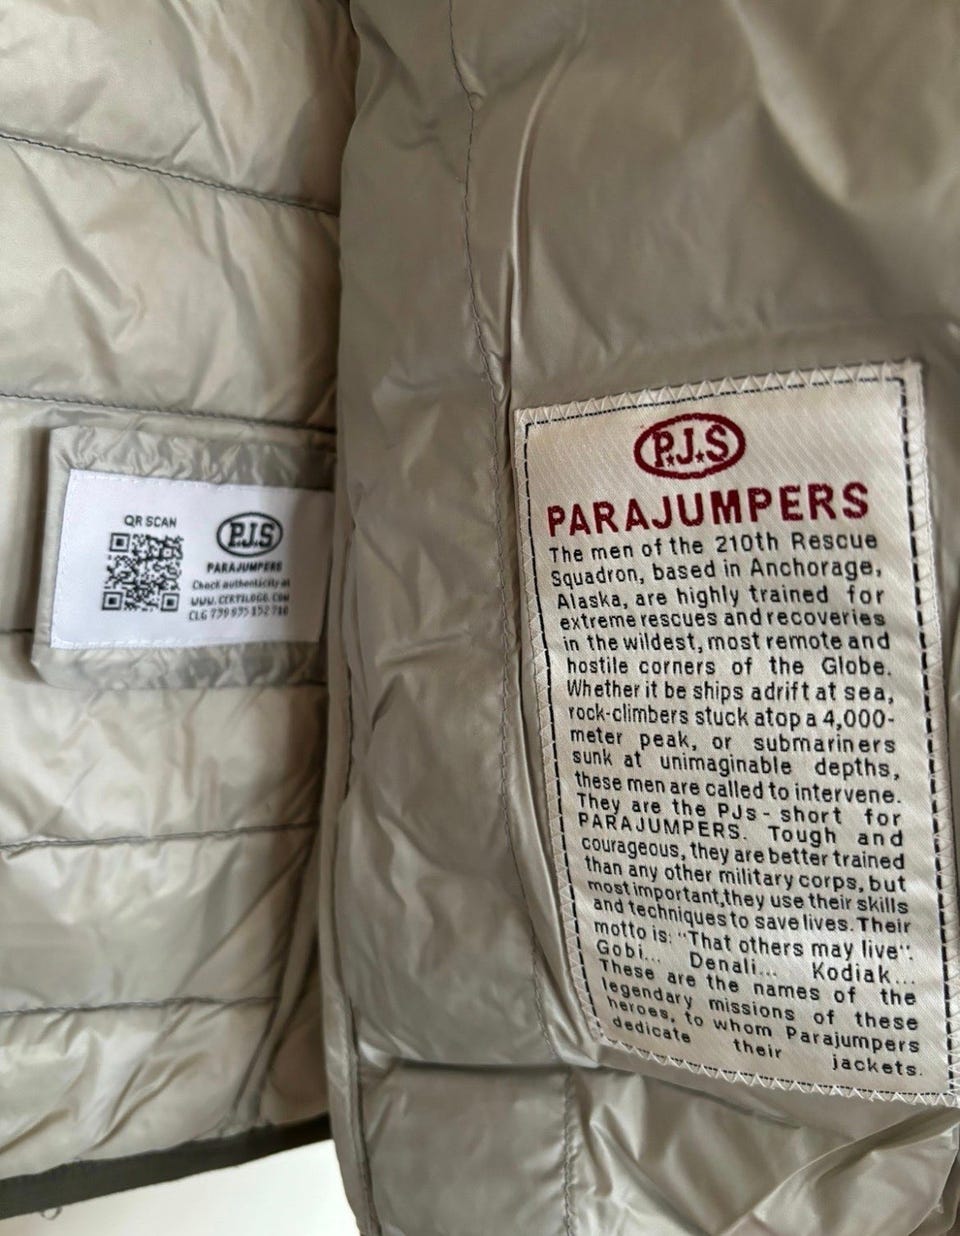 QR SCAN
P.J.S
PARAJUMPERS
Check authenticity at
WWW.CERTILOGO.COM
CLG
P.J.S
PARAJUMPERS
The men of the 210th Rescue
Squadron, based in Anchorage,
Alaska, are highly trained for
extreme rescues and recoveries
in the wildest, most remote and
hostile corners of the Globe.
Whether it be ships adrift at sea,
rock-climbers stuck atop a 4,000-
meter peak, or submariners
sunk at unimaginable depths,
these men are called to intervene.
They are the PJs - short for
PARAJUMPERS. Tough and
courageous, they are better trained
than any other military corps, but
most important,they use their skills
and techniques to save lives. Their
motto is: "That others may live".
Gobi... Denali... Kodiak...
These are the names of the
legendary missions of these
heroes, to whom Parajumpers
dedicate their jackets.